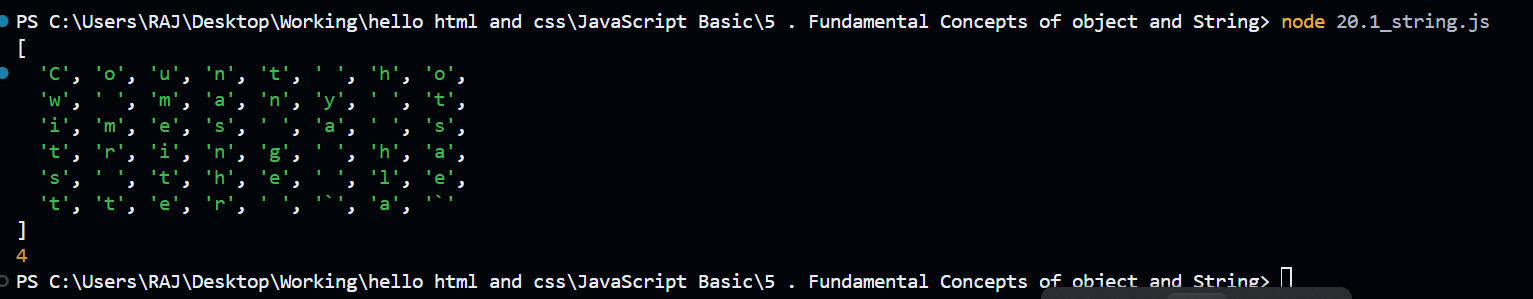 PS C:\Users\RAJ\Desktop\Working\hello html and css\JavaScript Basic\5 . Fundamental Concepts of object and String> node 20.1_string.js
[
  'C', 'o', 'u', 'n', 't', ' ', 'h', 'o',
  'w', ' ', 'm', 'a', 'n', 'y', ' ', 't',
  'i', 'm', 'e', 's', ' ', 'a', ' ', 's',
  't', 'r', 'i', 'n', 'g', ' ', 'h', 'a',
  's', ' ', 't', 'h', 'e', ' ', 'l', 'e',
  't', 't', 'e', 'r', ' ', '`', 'a', '`'
]
4
PS C:\Users\RAJ\Desktop\Working\hello html and css\JavaScript Basic\5 . Fundamental Concepts of object and String>